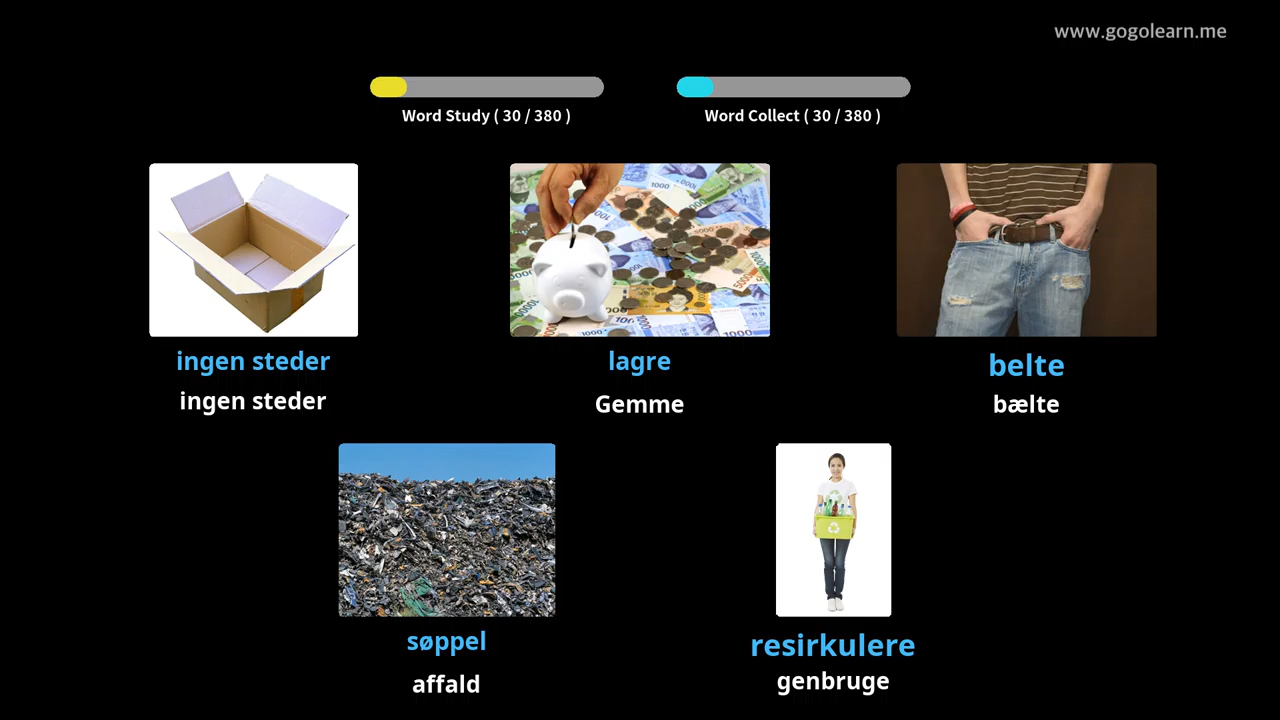 www.gogolearn.me
Word Study ( 30 / 380 )
Word Collect ( 30 / 380 )
ingen steder
ingen steder
lagre
Gemme
belte
bælte
søppel
affald
resirkulere
genbruge